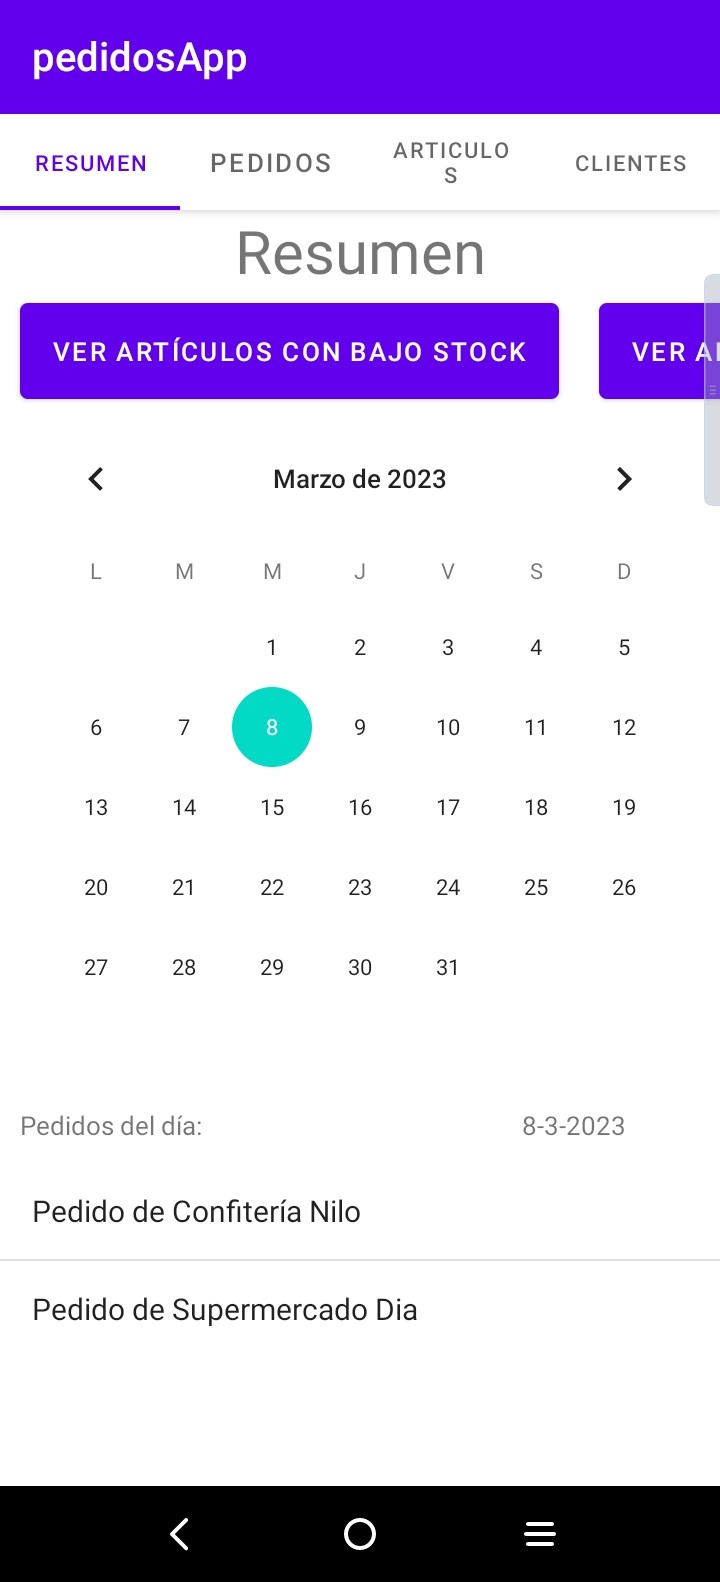 pedidosApp
RESUMEN PEDIDOS ARTICULO
S CLIENTES
Resumen
VER ARTÍCULOS CON BAJO STOCK VER
Marzo de 2023
L M M J V S D
1 2 3 4 5
6 7 8 9 10 11 12
13 14 15 16 17 18 19
20 21 22 23 24 25 26
27 28 29 30 31
Pedidos del día: 8-3-2023
Pedido de Confitería Nilo
Pedido de Supermercado Dia